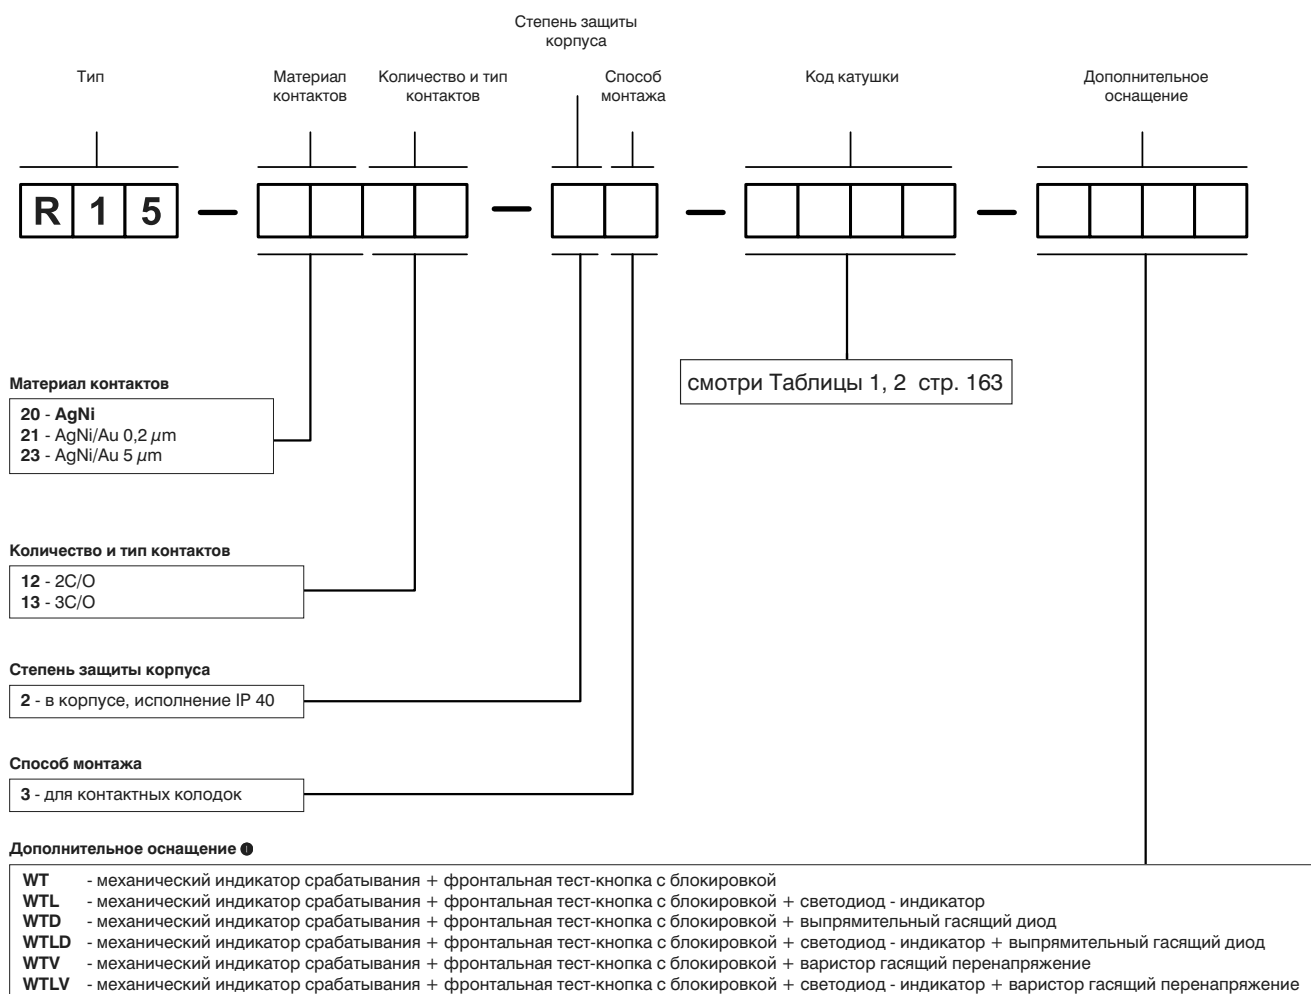 Степень защиты
корпуса
Тип
Материал
контактов
Количество и тип
контактов
Способ
монтажа
Код катушки
Дополнительное
оснащение
R 1 5 – – – –
Материал контактов
20 - AgNi
21 - AgNi/Au 0,2 µm
23 - AgNi/Au 5 µm
смотри Таблицы 1, 2 стр. 163
Количество и тип контактов
12 - 2C/O
13 - 3C/O
Степень защиты корпуса
2 - в корпусе, исполнение IP 40
Способ монтажа
3 - для контактных колодок
Дополнительное оснащение ❶
WT - механический индикатор срабатывания + фронтальная тест-кнопка с блокировкой
WTL - механический индикатор срабатывания + фронтальная тест-кнопка с блокировкой + светодиод - индикатор
WTD - механический индикатор срабатывания + фронтальная тест-кнопка с блокировкой + выпрямительный гасящий диод
WTLD - механический индикатор срабатывания + фронтальная тест-кнопка с блокировкой + светодиод - индикатор + выпрямительный гасящий диод
WTV - механический индикатор срабатывания + фронтальная тест-кнопка с блокировкой + варистор гасящий перенапряжение
WTLV - механический индикатор срабатывания + фронтальная тест-кнопка с блокировкой + светодиод - индикатор + варистор гасящий перенапряжение